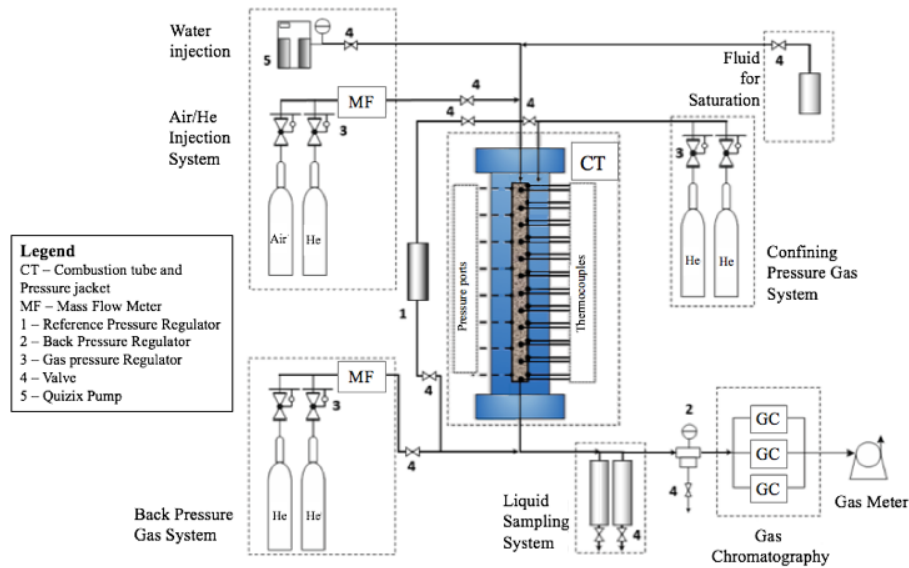 Water
injection
5
4
4
Fluid
for
Saturation
Air/He
Injection
System
MF
4
4
4
3
Air
He
CT
3
He
He
Confining
Pressure Gas
System
Pressure ports
Thermocouples
1
Legend
CT – Combustion tube and
Pressure jacket
MF – Mass Flow Meter
1 – Reference Pressure Regulator
2 – Back Pressure Regulator
3 – Gas pressure Regulator
4 – Valve
5 – Quizix Pump
MF
3
4
4
He
He
Back Pressure
Gas System
Liquid
Sampling
System
4
2
4
GC
GC
GC
Gas
Chromatography
Gas Meter